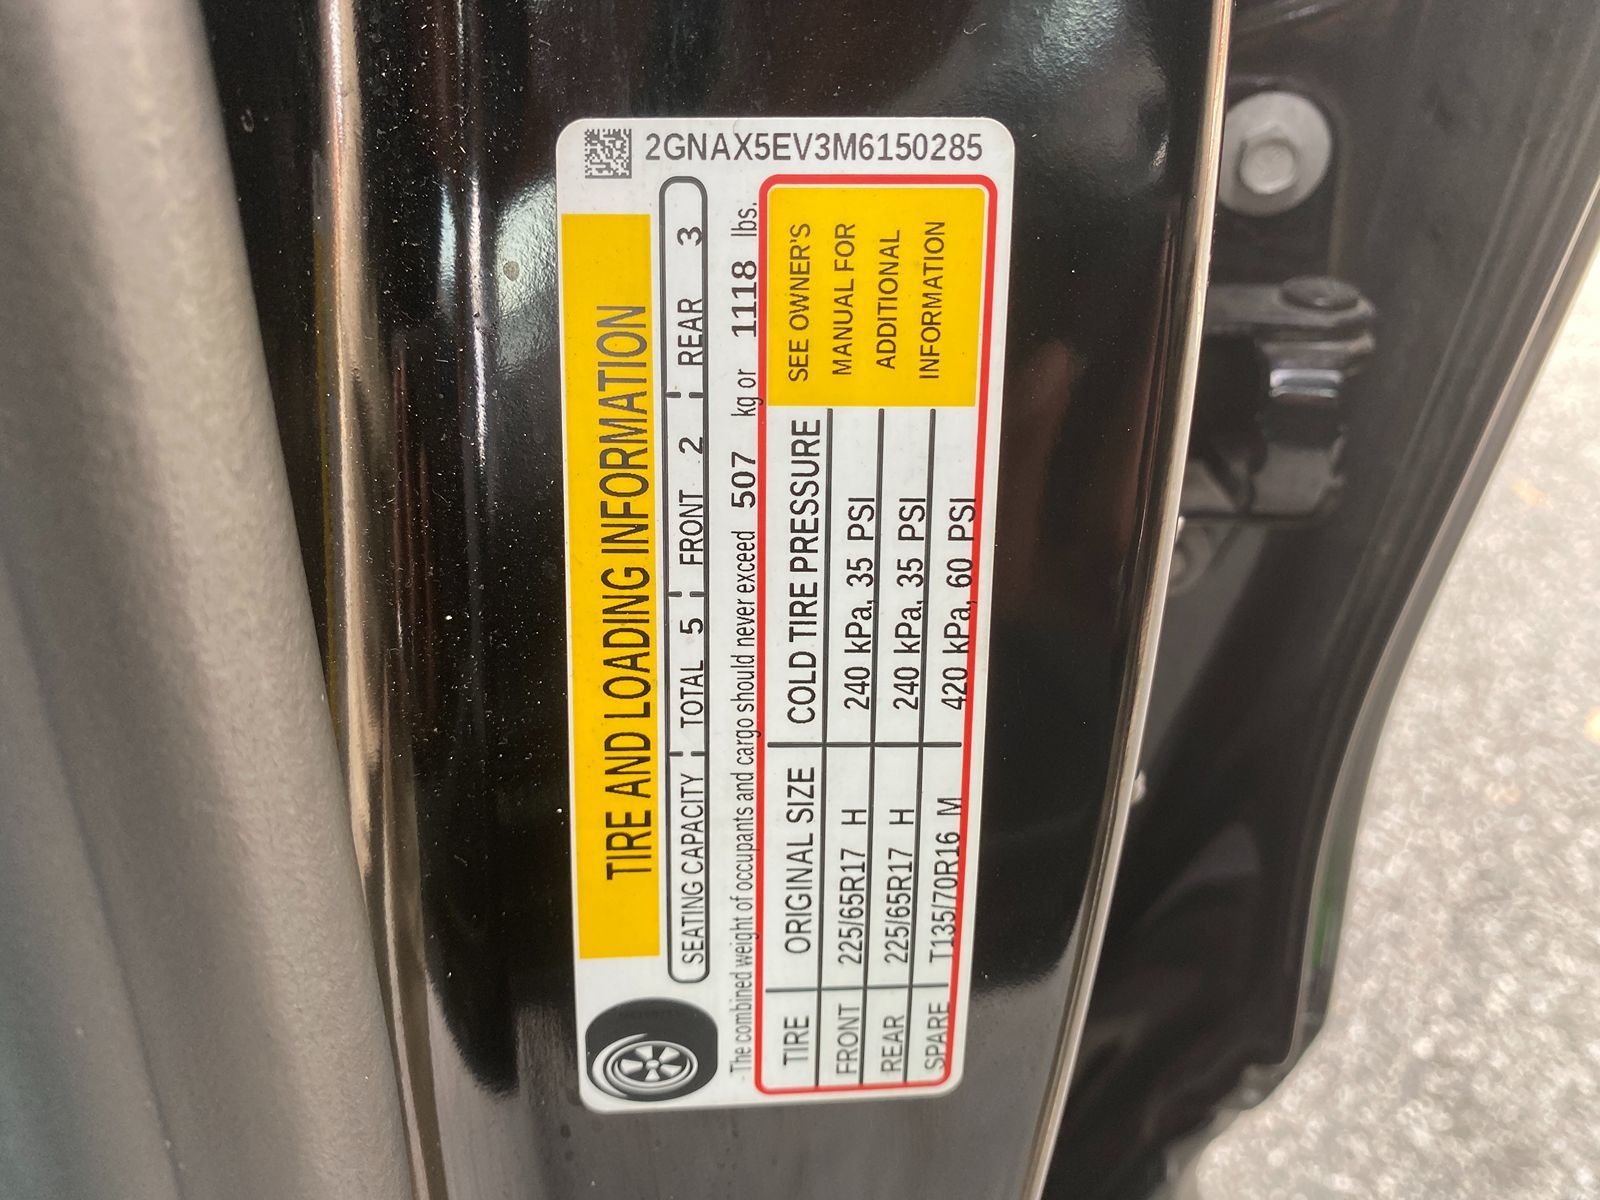 2GNAX5EV3M6150285
TIRE AND LOADING INFORMATION
SEATING CAPACITY TOTAL 5 FRONT 2 REAR 3
The combined weight of occupants and cargo should never exceed 507 kg or 1118 lbs.
TIRE ORIGINAL SIZE COLD TIRE PRESSURE
FRONT 225/65R17 H 240 kPa, 35 PSI
REAR 225/65R17 H 240 kPa, 35 PSI
SPARE T135/70R16 M 420 kPa, 60 PSI
SEE OWNER'S
MANUAL FOR
ADDITIONAL
INFORMATION